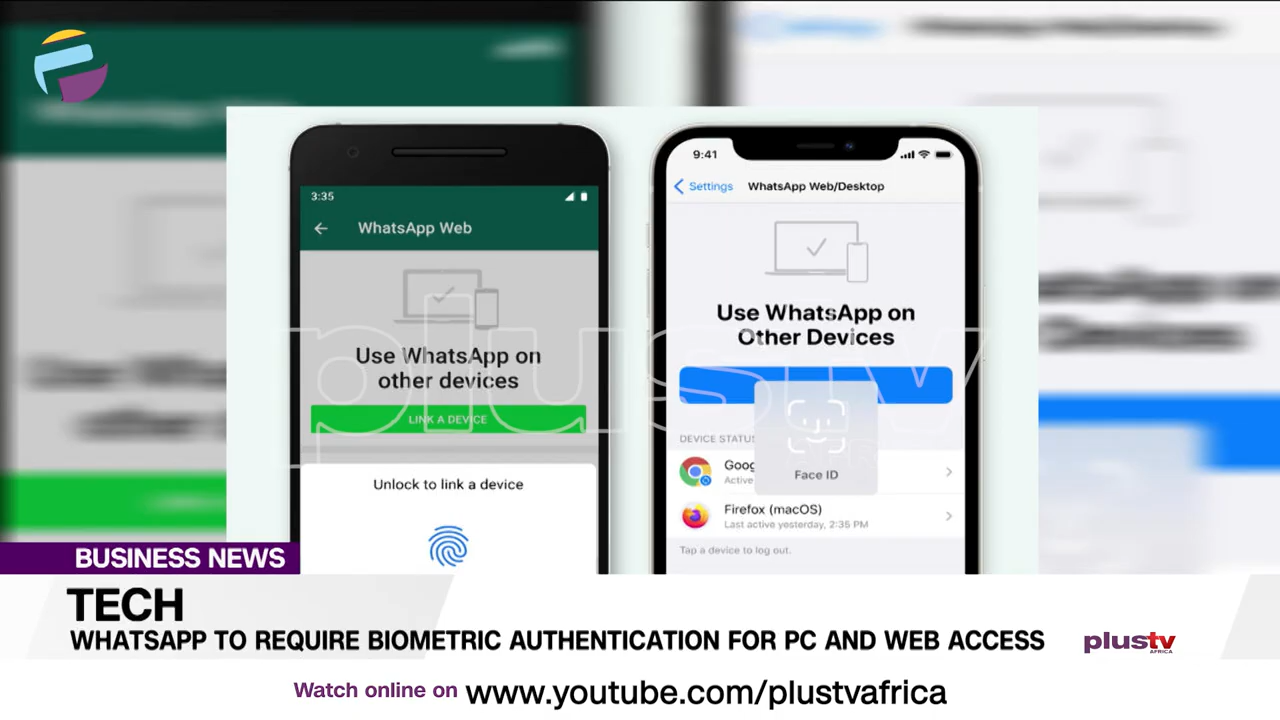 3:35
WhatsApp Web
Use WhatsApp on
other devices
LINK A DEVICE
Unlock to link a device
9:41
Settings
WhatsApp Web/Desktop
Use WhatsApp on
Other Devices
DEVICE STATUS
Goog
Active
Face ID
Firefox (macOS)
Last active yesterday, 2:35 PM
Tap a device to log out.
plustv
BUSINESS NEWS
TECH
WHATSAPP TO REQUIRE BIOMETRIC AUTHENTICATION FOR PC AND WEB ACCESS
plustv
AFRICA
Watch online on www.youtube.com/plustvafrica